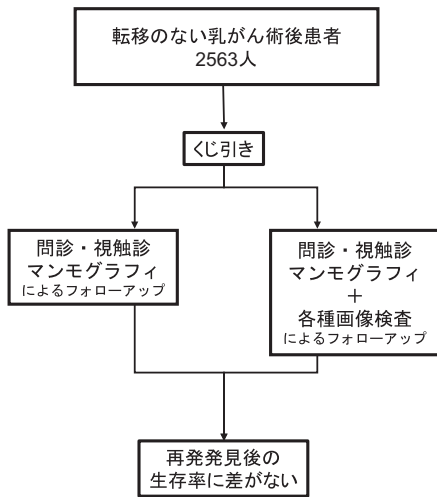 転移のない乳がん術後患者
2563人
くじ引き
問診・視触診
マンモグラフィ
によるフォローアップ
問診・視触診
マンモグラフィ
＋
各種画像検査
によるフォローアップ
再発発見後の
生存率に差がない